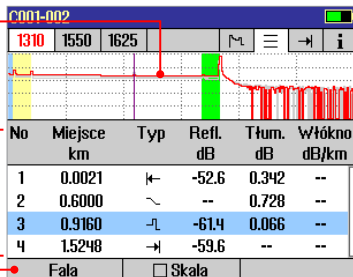 C001-002
1310 1550 1625 i
No Miejsce Typ Refl. Tłum. Włókno
km dB dB dB/km
1 0.0021 -52.6 0.342 --
2 0.6000 -- 0.728 --
3 0.9160 -61.4 0.066 --
4 1.5248 -59.6 -- --
Fala Skala